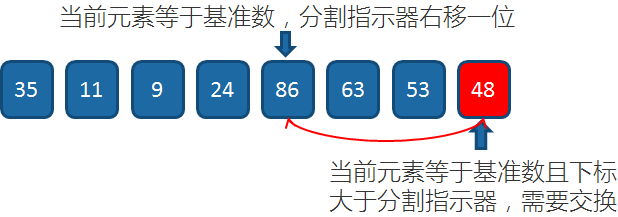 当前元素等于基准数，分割指示器右移一位
35 11 9 24 86 63 53 48
当前元素等于基准数且下标
大于分割指示器，需要交换